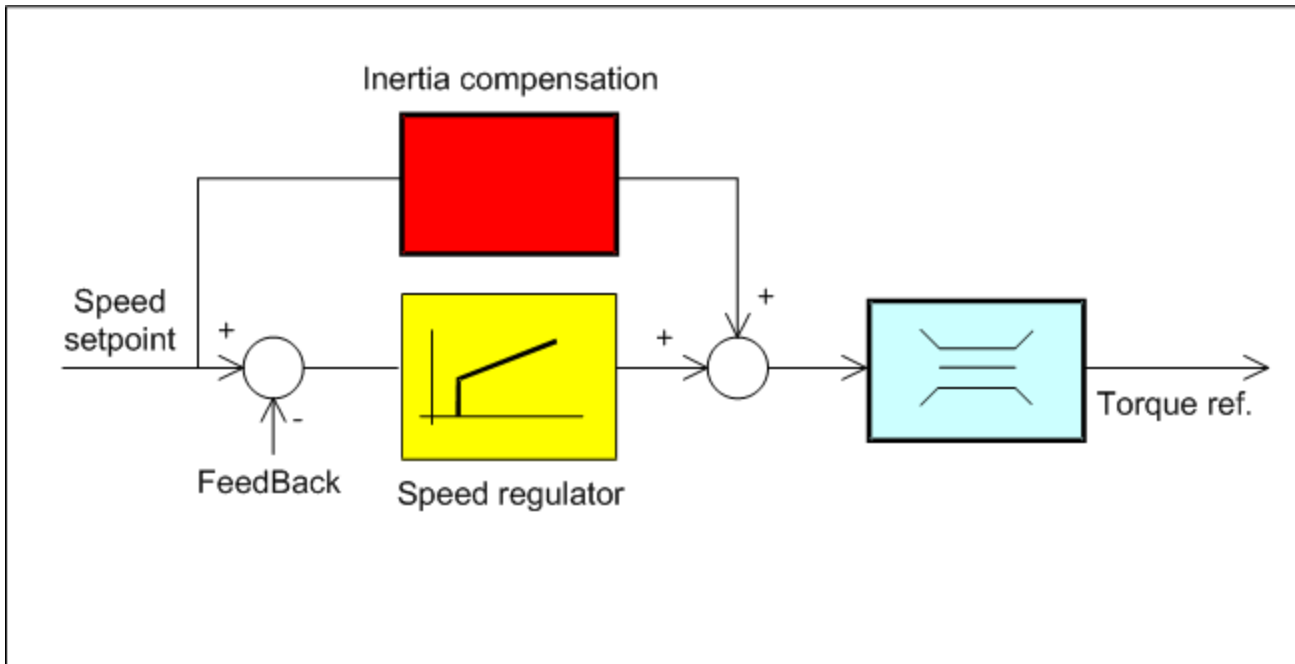 Inertia compensation
Speed
setpoint
+
+
+
-
FeedBack
Speed regulator
Torque ref.